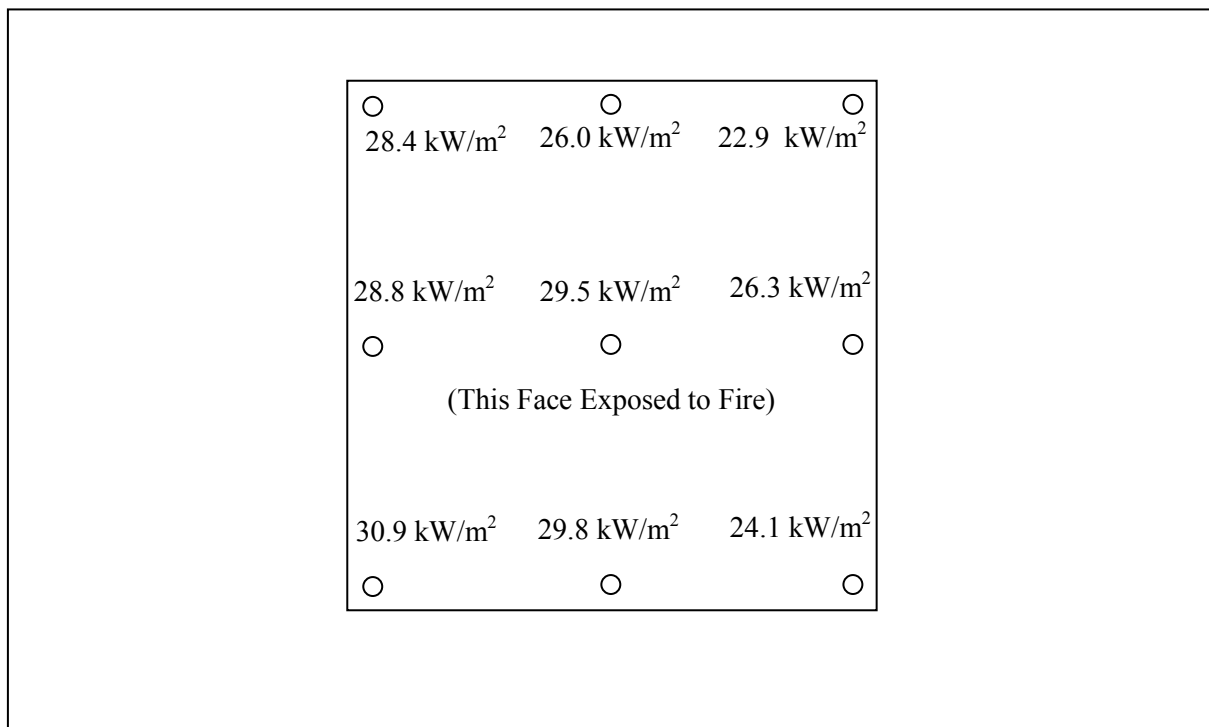 28.4 kW/m² 26.0 kW/m² 22.9 kW/m²
28.8 kW/m² 29.5 kW/m² 26.3 kW/m²
(This Face Exposed to Fire)
30.9 kW/m² 29.8 kW/m² 24.1 kW/m²